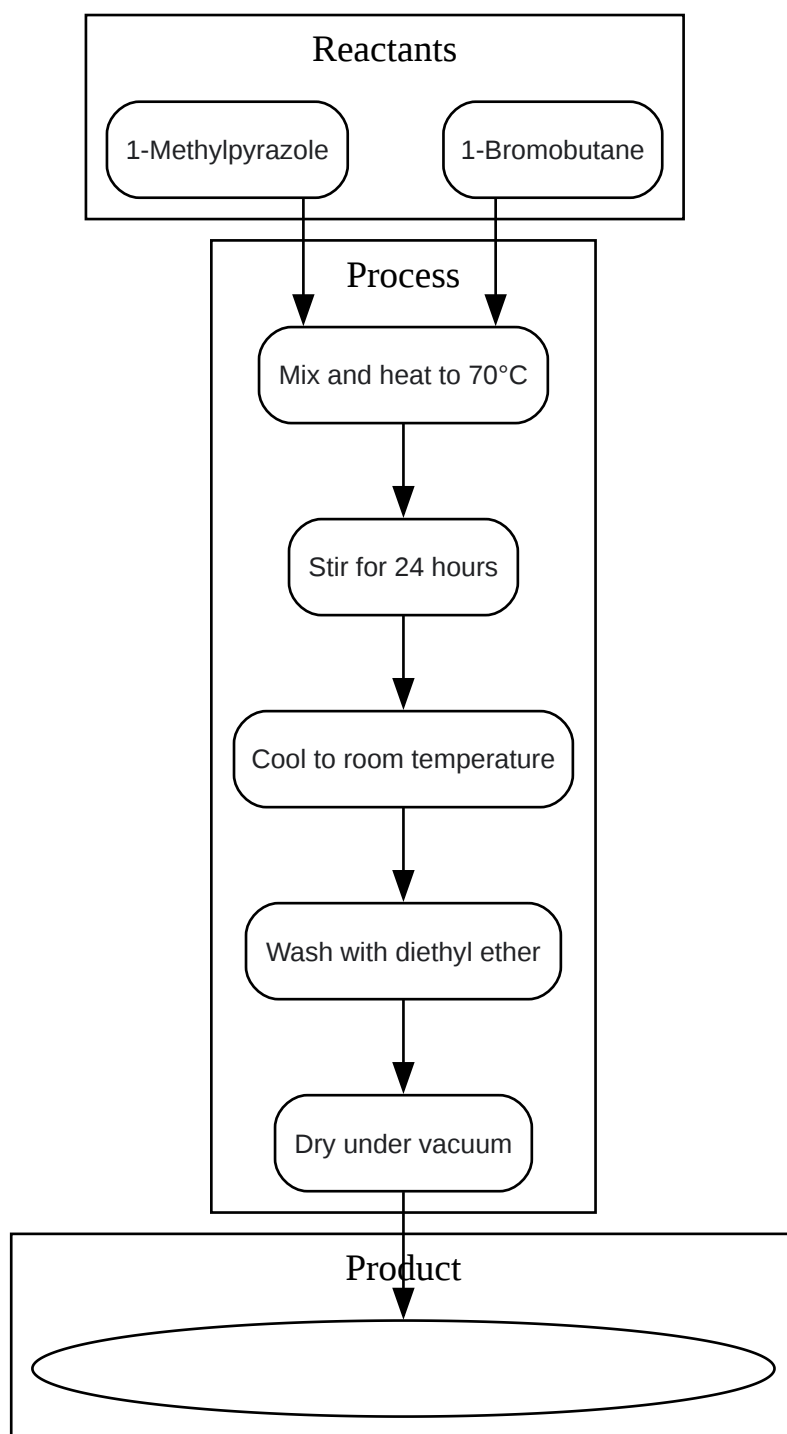 Reactants
1-Methylpyrazole
1-Bromobutane
Process
Mix and heat to 70°C
Stir for 24 hours
Cool to room temperature
Wash with diethyl ether
Dry under vacuum
Product